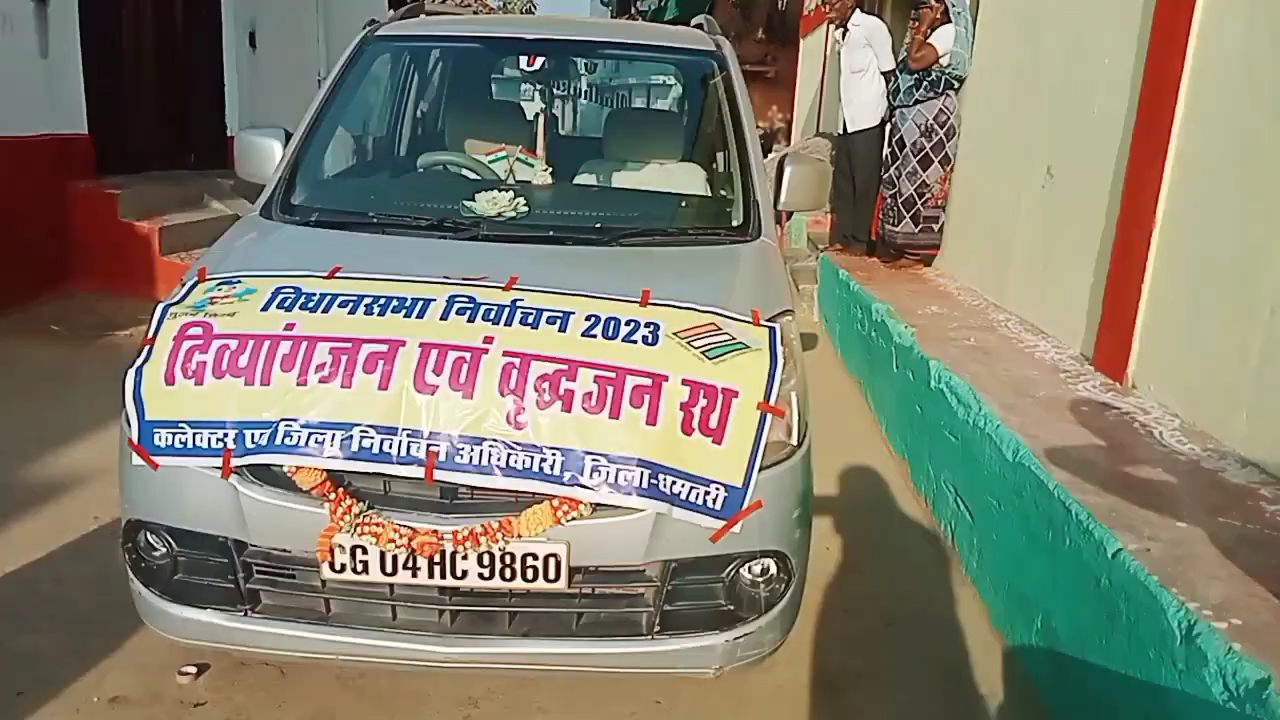 विधानसभा निर्वाचन 2023
दिव्यांगजन एवं वृद्धजन रथ
कलेक्टर एवं जिला निर्वाचन अधिकारी, जिला-धमतरी
CG 04 HC 9860